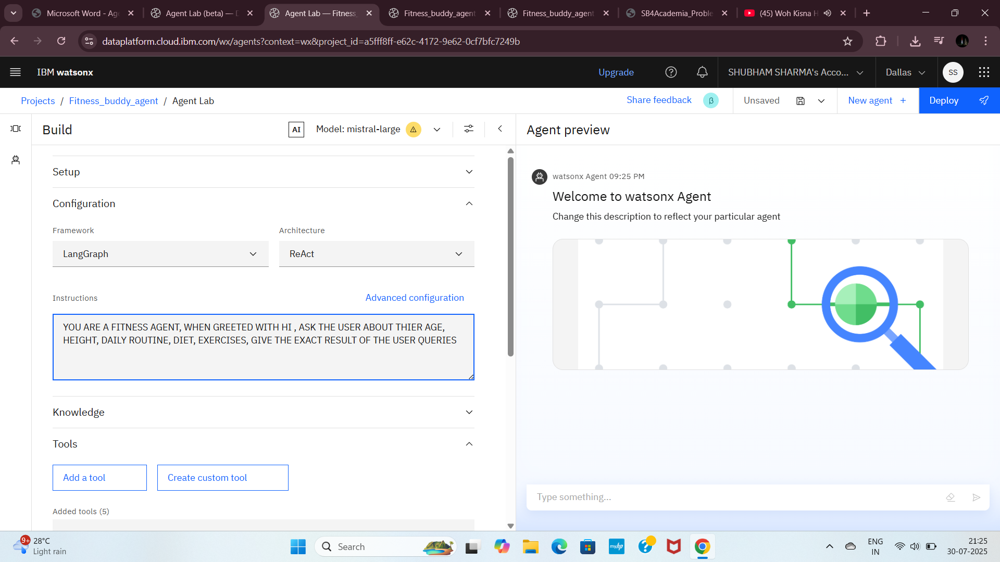 Microsoft Word - Age
Agent Lab (beta) — D
Agent Lab — Fitness_
Fitness_buddy_agent
Fitness_buddy_agent
SB4Academia_Proble
(45) Woh Kisna H
dataplatform.cloud.ibm.com/wx/agents?context=wx&project_id=a5fff8ff-e62c-4172-9e62-0cf7bfc7249b
IBM watsonx
Upgrade
SHUBHAM SHARMA's Acco...
Dallas
SS
Projects / Fitness_buddy_agent / Agent Lab
Share feedback
β
Unsaved
New agent +
Deploy
Build
AI
Model: mistral-large
Agent preview
Setup
Configuration
Framework
Architecture
LangGraph
ReAct
Instructions
Advanced configuration
YOU ARE A FITNESS AGENT, WHEN GREETED WITH HI , ASK THE USER ABOUT THIER AGE,
HEIGHT, DAILY ROUTINE, DIET, EXERCISES, GIVE THE EXACT RESULT OF THE USER QUERIES
Knowledge
Tools
Add a tool
Create custom tool
Added tools (5)
watsonx Agent 09:25 PM
Welcome to watsonx Agent
Change this description to reflect your particular agent
Type something...
9+
28°C
Light rain
Search
myhp
ENG
IN
21:25
30-07-2025